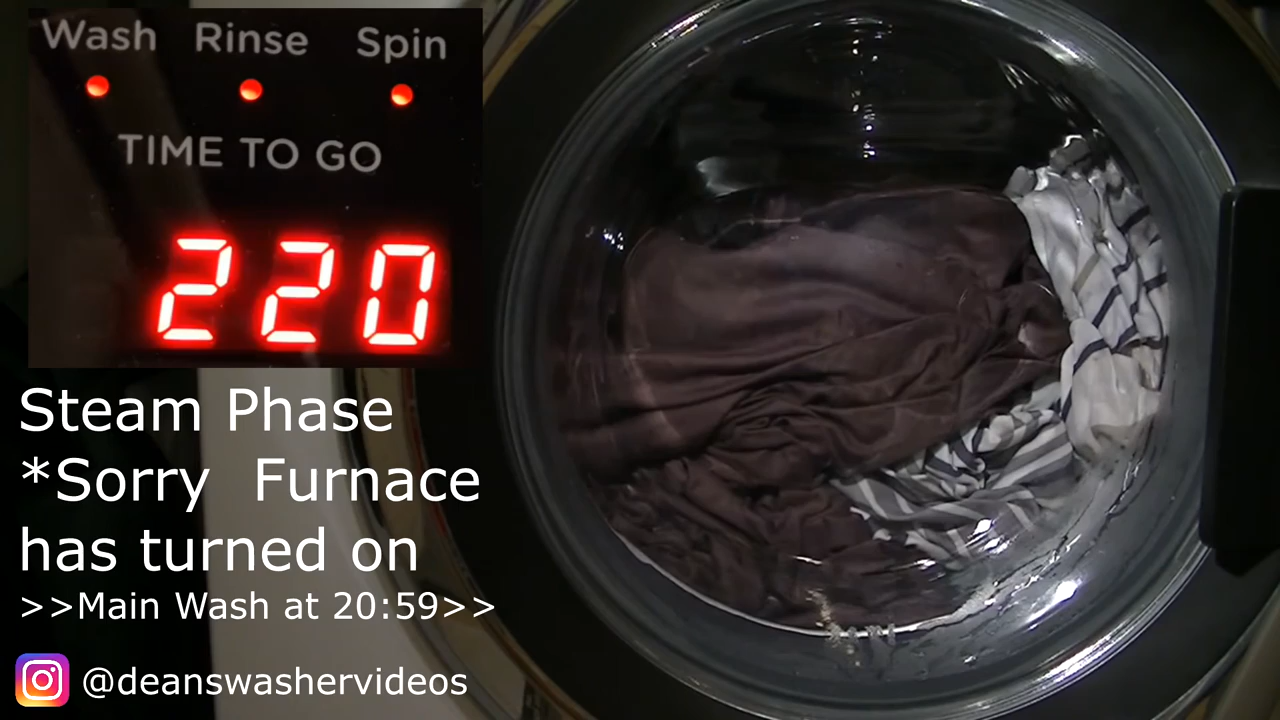 Wash Rinse Spin
TIME TO GO
220
Steam Phase
*Sorry  Furnace
has turned on
>>Main Wash at 20:59>>
@deanswashervideos